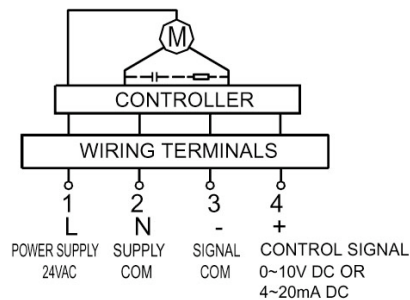 M
CONTROLLER
WIRING TERMINALS
1 2 3 4
L N - +
POWER SUPPLY SUPPLY SIGNAL CONTROL SIGNAL
24VAC COM COM 0~10V DC OR
4~20mA DC